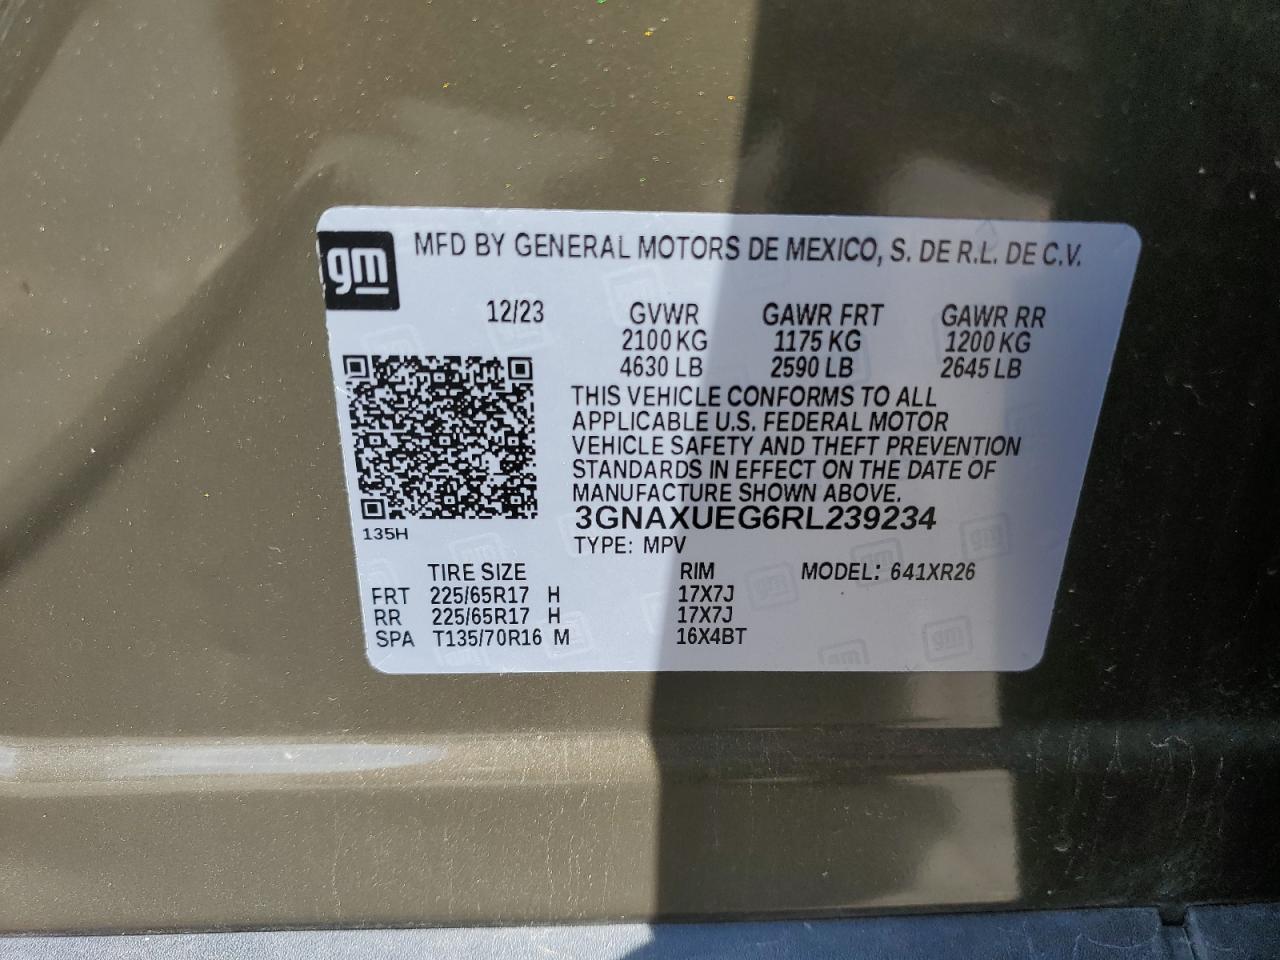 gm
MFD BY GENERAL MOTORS DE MEXICO, S. DE R.L. DE C.V.
12/23 GVWR GAWR FRT GAWR RR
2100 KG 1175 KG 1200 KG
4630 LB 2590 LB 2645 LB
THIS VEHICLE CONFORMS TO ALL
APPLICABLE U.S. FEDERAL MOTOR
VEHICLE SAFETY AND THEFT PREVENTION
STANDARDS IN EFFECT ON THE DATE OF
MANUFACTURE SHOWN ABOVE.
3GNAXUEG6RL239234
135H
TYPE: MPV
TIRE SIZE RIM MODEL: 641XR26
FRT 225/65R17 H 17X7J
RR 225/65R17 H 17X7J
SPA T135/70R16 M 16X4BT